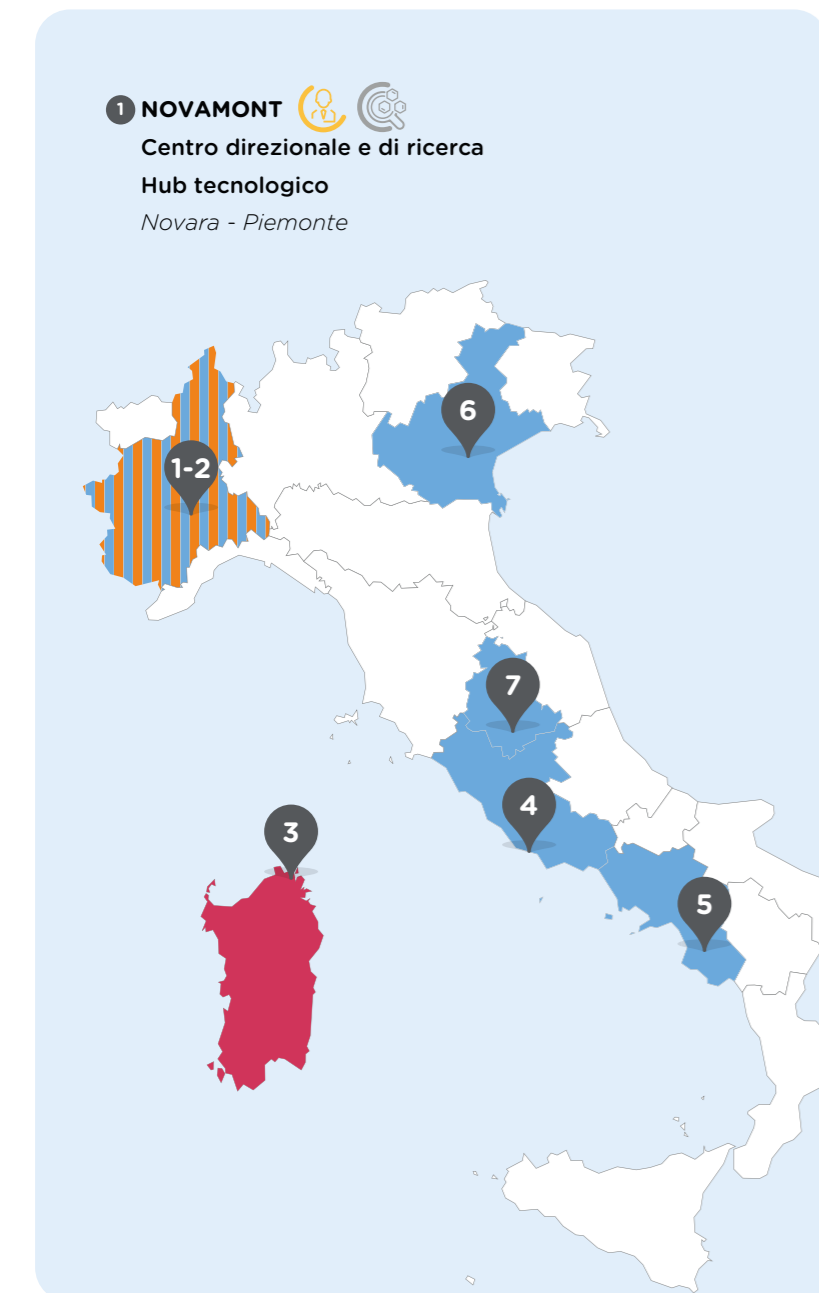 1 NOVAMONT
Centro direzionale e di ricerca
Hub tecnologico
Novara - Piemonte
6
1-2
7
4
3
5